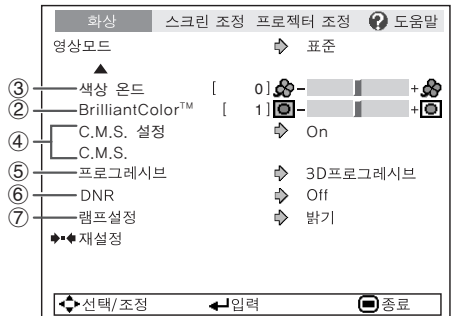 화상 스크린 조정 프로젝터 조정 ? 도움말
영상모드 표준
③ 색상 온드 [ 0] - +
② BrilliantColor™ [ 1] - +
④ C.M.S. 설정 On
C.M.S.
⑤ 프로그레시브 3D프로그레시브
⑥ DNR Off
⑦ 램프설정 밝기
재설정
선택/조정 입력 종료